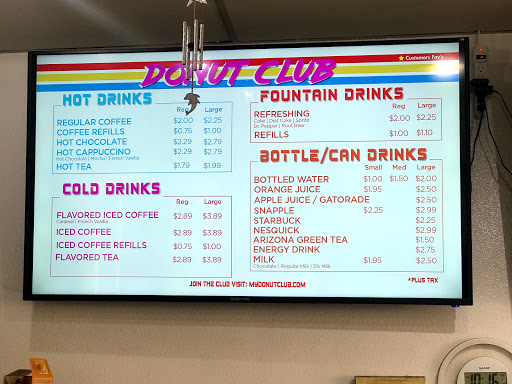 DONUT CLUB
★ Customers Fav's
HOT DRINKS
Reg Large
REGULAR COFFEE $2.00 $2.25
COFFEE REFILLS $0.75 $1.00
HOT CHOCOLATE $2.29 $2.79
HOT CAPPUCCINO $2.29 $2.79
Hot Chocolate | Mocha | French Vanilla
HOT TEA $1.79 $1.99
COLD DRINKS
Reg Large
FLAVORED ICED COFFEE $2.89 $3.89
Caramel | French Vanilla
ICED COFFEE $2.89 $3.89
ICED COFFEE REFILLS $0.75 $1.00
FLAVORED TEA $2.89 $3.89
FOUNTAIN DRINKS
Reg Large
REFRESHING $2.00 $2.25
Coke | Diet Cake | Sprite
Dr. Pepper | Root Beer
REFILLS $1.00 $1.10
BOTTLE/CAN DRINKS
Small Med Large
BOTTLED WATER $1.00 $1.50 $2.00
ORANGE JUICE $1.95 $2.50
APPLE JUICE / GATORADE $2.50
SNAPPLE $2.25 $2.99
STARBUCK $2.25
NESQUICK $2.99
ARIZONA GREEN TEA $1.50
ENERGY DRINK $2.75
MILK $1.95 $2.50
Chocolate | Regular Milk | 2% Milk
JOIN THE CLUB VISIT: MYDONUTCLUB.COM
*PLUS TAX
SHARP
10:16